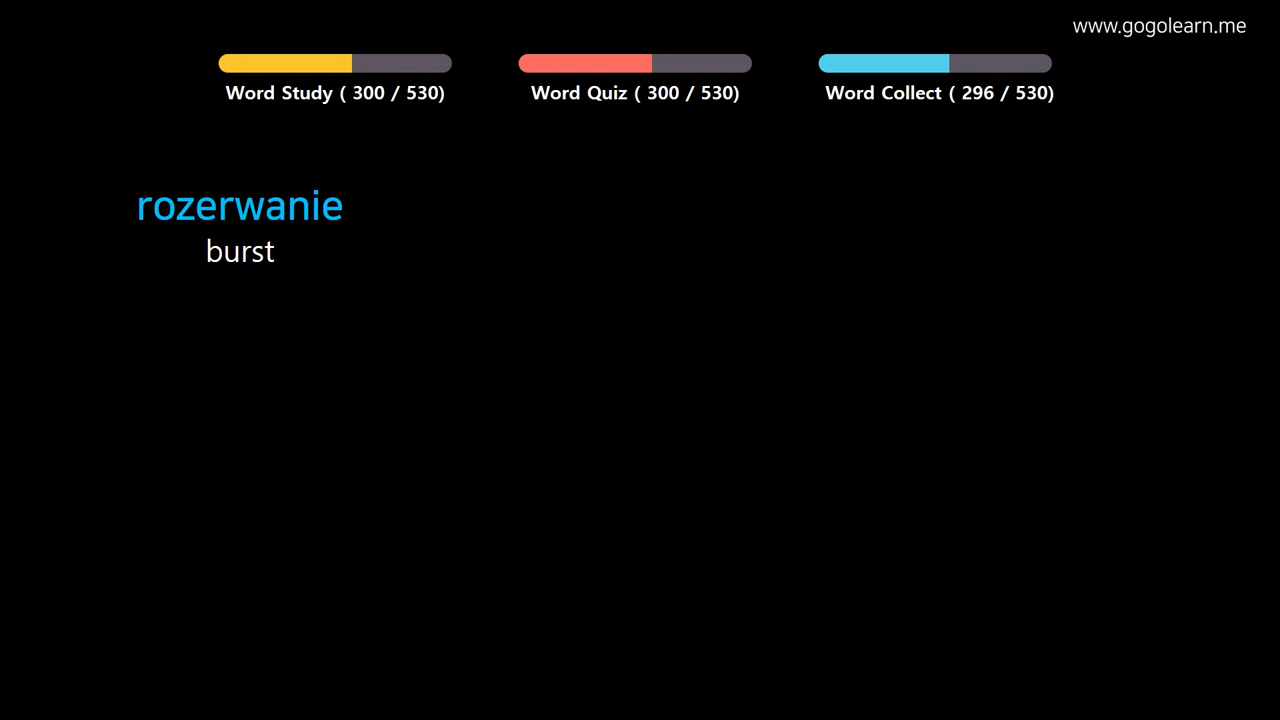 www.gogolearn.me
Word Study ( 300 / 530)
Word Quiz ( 300 / 530)
Word Collect ( 296 / 530)
rozerwanie
burst